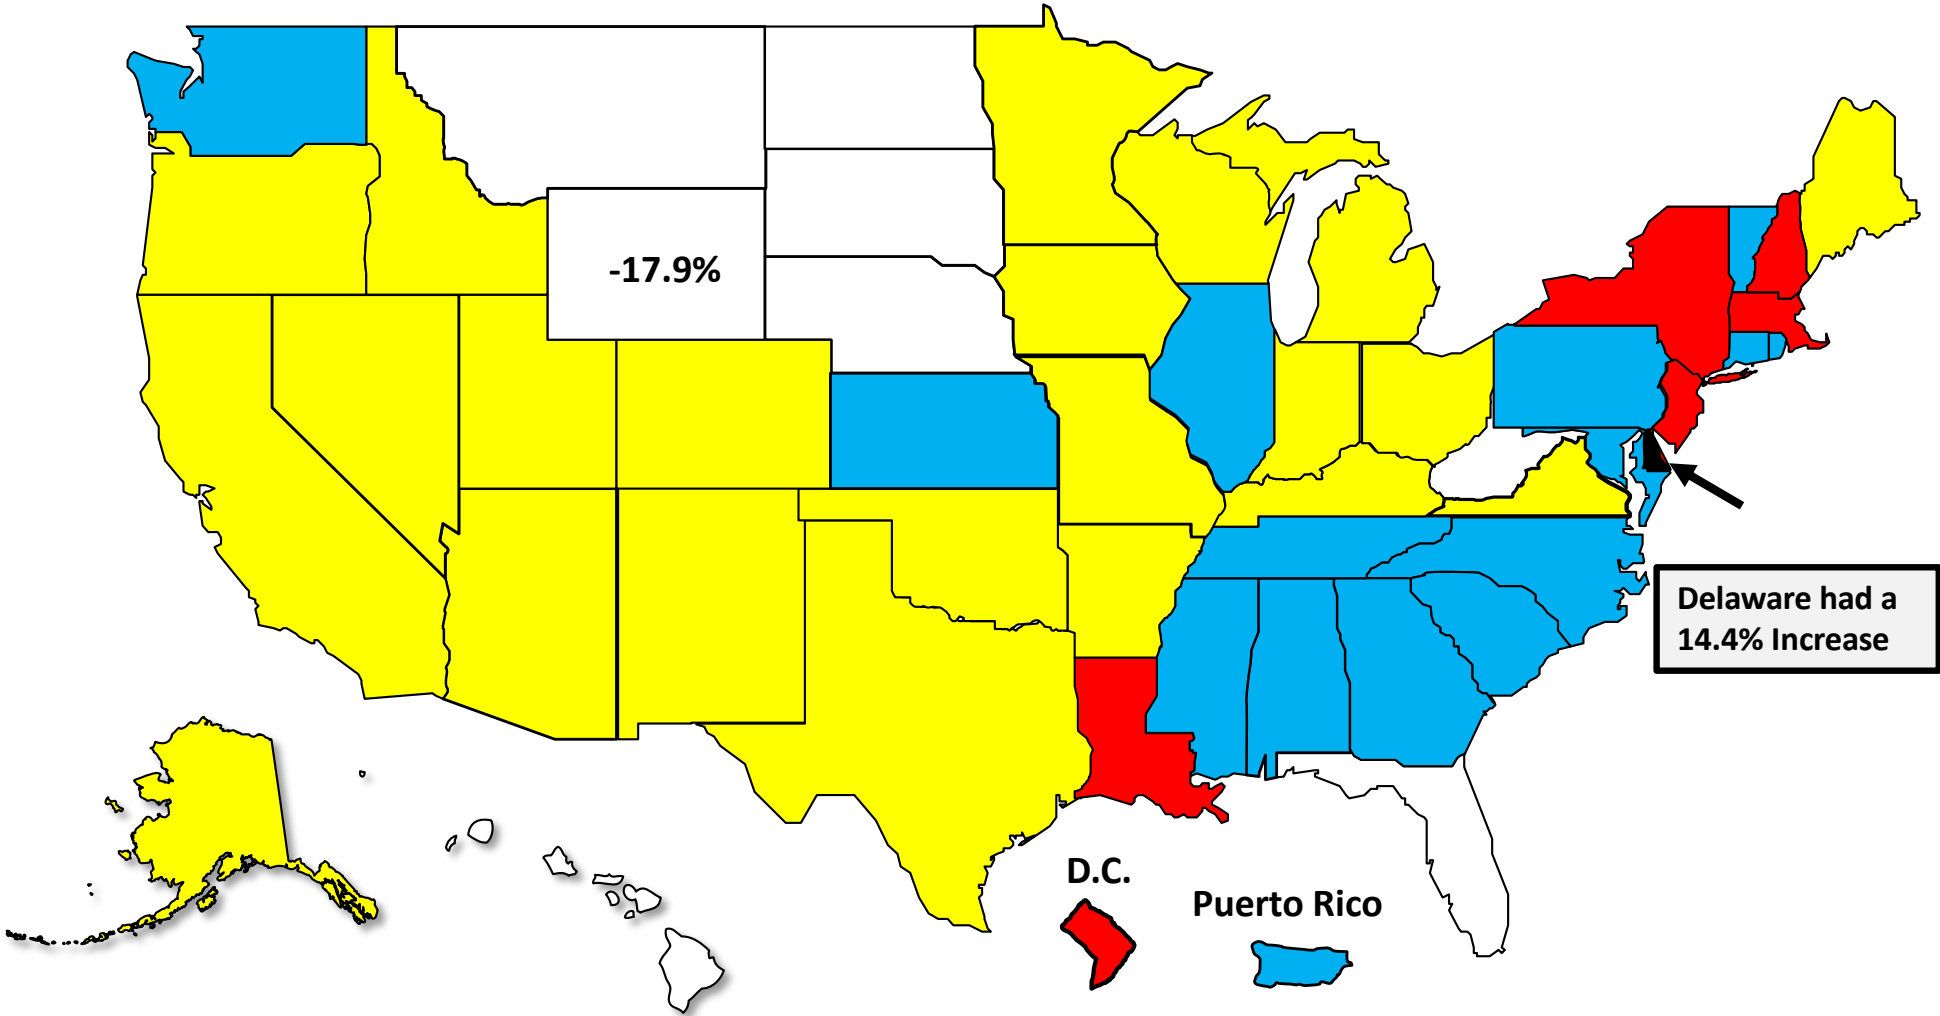 -17.9%
Delaware had a
14.4% Increase
D.C.
Puerto Rico